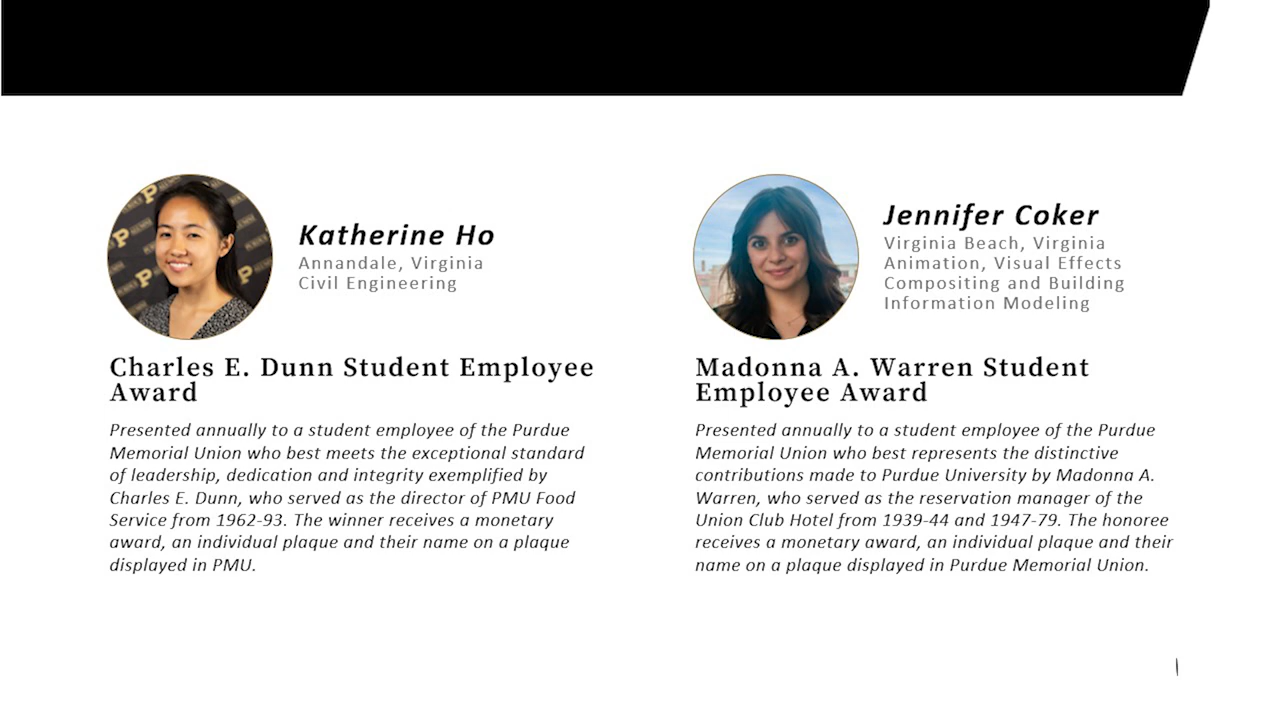 Katherine Ho
Annandale, Virginia
Civil Engineering
Charles E. Dunn Student Employee
Award
Presented annually to a student employee of the Purdue
Memorial Union who best meets the exceptional standard
of leadership, dedication and integrity exemplified by
Charles E. Dunn, who served as the director of PMU Food
Service from 1962-93. The winner receives a monetary
award, an individual plaque and their name on a plaque
displayed in PMU.
Jennifer Coker
Virginia Beach, Virginia
Animation, Visual Effects
Compositing and Building
Information Modeling
Madonna A. Warren Student
Employee Award
Presented annually to a student employee of the Purdue
Memorial Union who best represents the distinctive
contributions made to Purdue University by Madonna A.
Warren, who served as the reservation manager of the
Union Club Hotel from 1939-44 and 1947-79. The honoree
receives a monetary award, an individual plaque and their
name on a plaque displayed in Purdue Memorial Union.